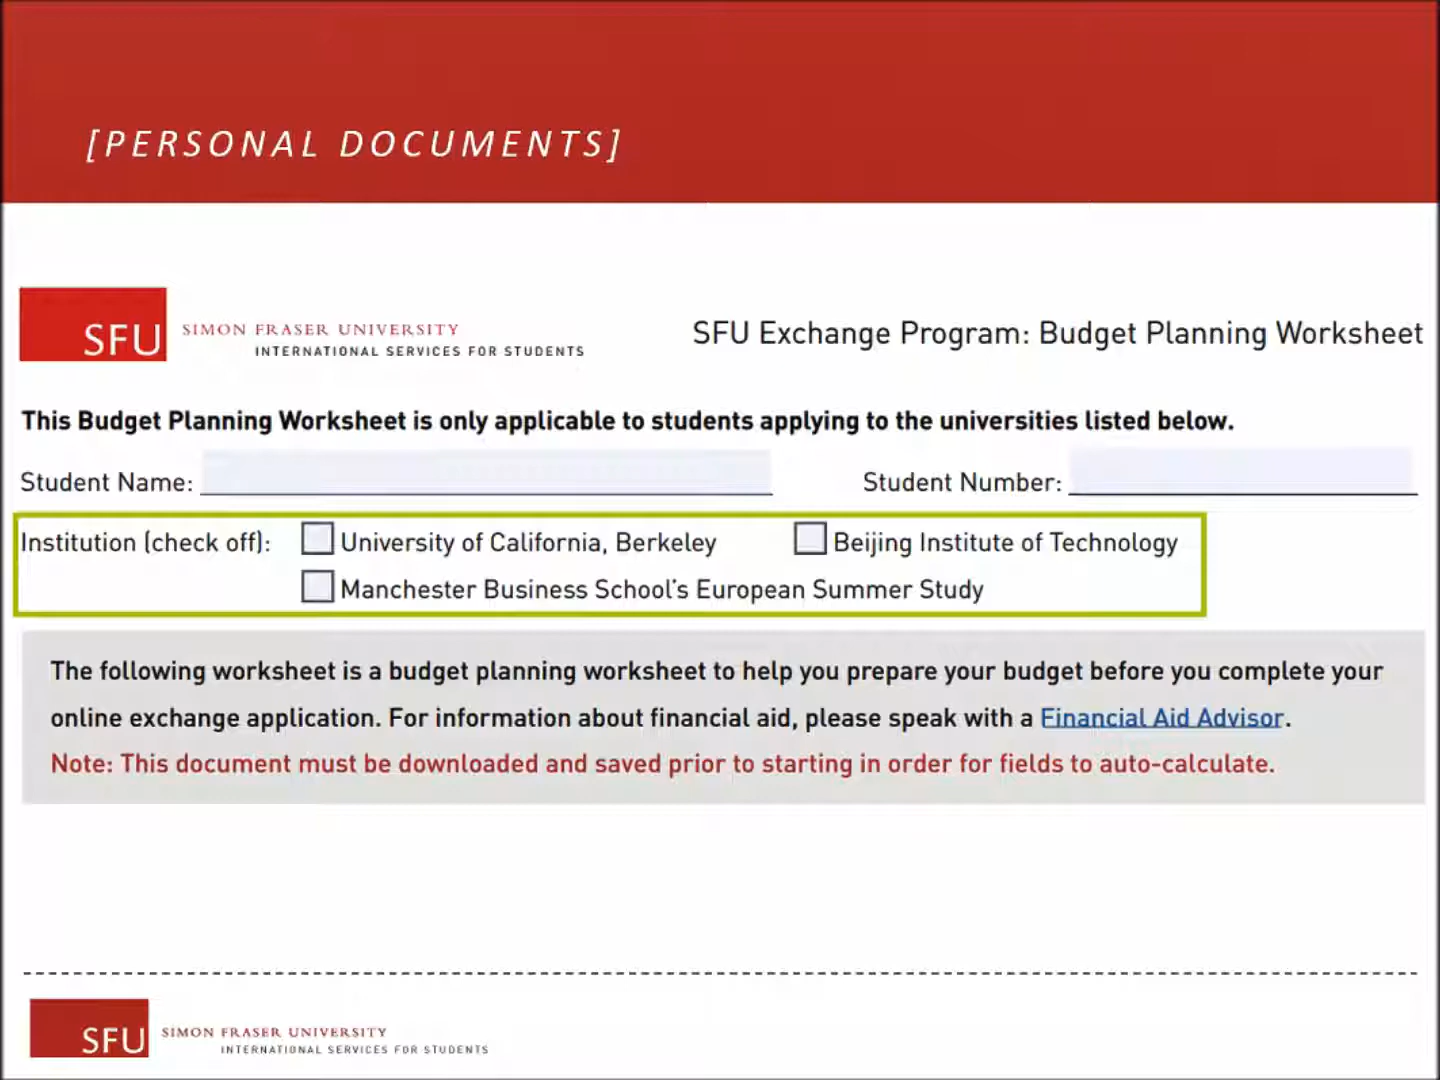 [PERSONAL DOCUMENTS]
SFU SIMON FRASER UNIVERSITY
INTERNATIONAL SERVICES FOR STUDENTS
SFU Exchange Program: Budget Planning Worksheet
This Budget Planning Worksheet is only applicable to students applying to the universities listed below.
Student Name: Student Number:
Institution (check off): University of California, Berkeley Beijing Institute of Technology
Manchester Business School's European Summer Study
The following worksheet is a budget planning worksheet to help you prepare your budget before you complete your
online exchange application. For information about financial aid, please speak with a Financial Aid Advisor.
Note: This document must be downloaded and saved prior to starting in order for fields to auto-calculate.
SFU SIMON FRASER UNIVERSITY
INTERNATIONAL SERVICES FOR STUDENTS